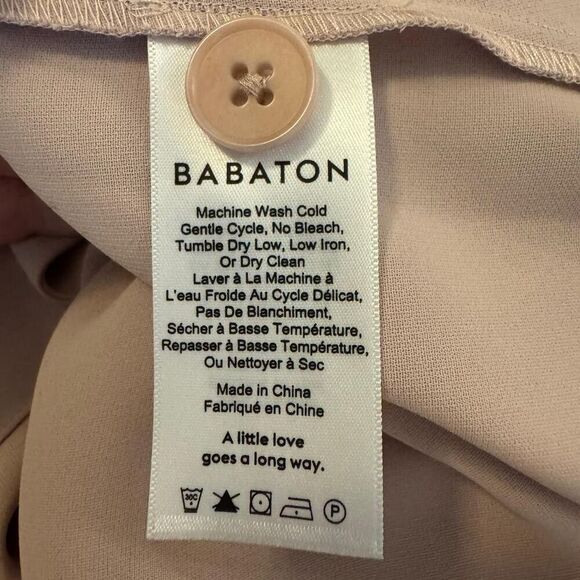 BABATON
Machine Wash Cold
Gentle Cycle, No Bleach,
Tumble Dry Low, Low Iron,
Or Dry Clean
Laver à La Machine à
L'eau Froide Au Cycle Délicat,
Pas De Blanchiment,
Sécher à Basse Température,
Repasser à Basse Température,
Ou Nettoyer à Sec
Made in China
Fabriqué en Chine
A little love
goes a long way.
30C P